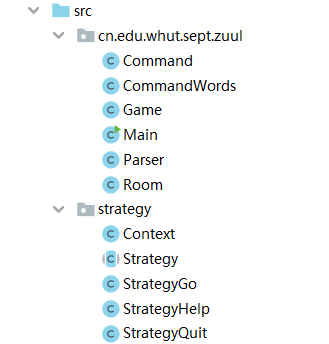 src
cn.edu.whut.sept.zuul
Command
CommandWords
Game
Main
Parser
Room
strategy
Context
Strategy
StrategyGo
StrategyHelp
StrategyQuit